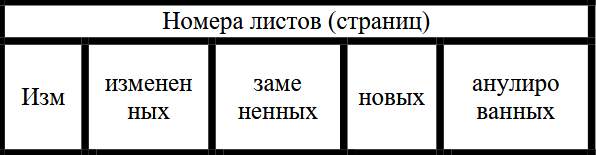 Номера листов (страниц)
Изм
изменен
ных
заме
ненных
новых
анулиро
ванных